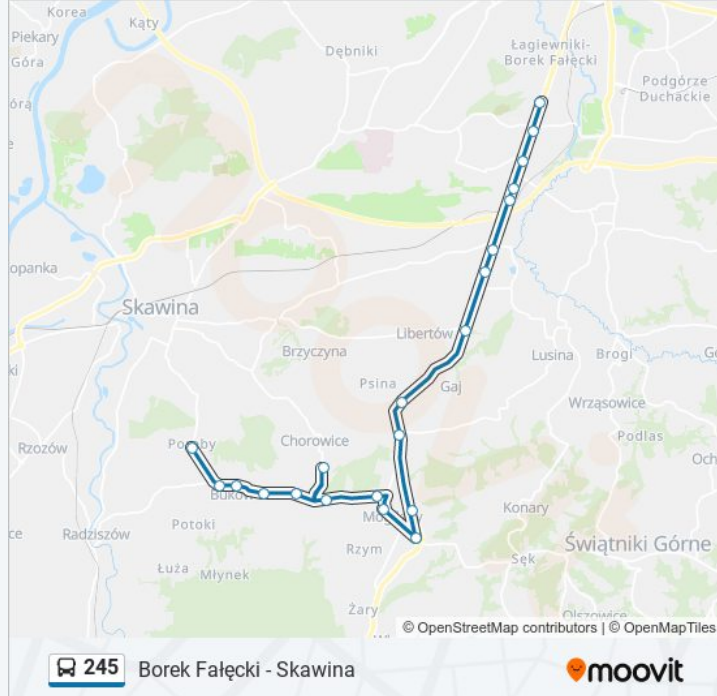 Korea
Kąty
Piekary
Góra
Dębniki
Łagiewniki-
Borek Fałęcki
Podgórze
Duchackie
opanka
Skawina
Libertów
Brzyczyna
Lusina
Brogi
Psina
Gaj
Wrząsowice
Podlas
Rzozów
Chorowice
Konary
Potoki
Radziszów
Rzym
Świątniki Górne
Sęk
Łuża
Młynek
Olszowice
Żary
© OpenStreetMap contributors | © OpenMapTiles
245 Borek Fałęcki - Skawina
moovit